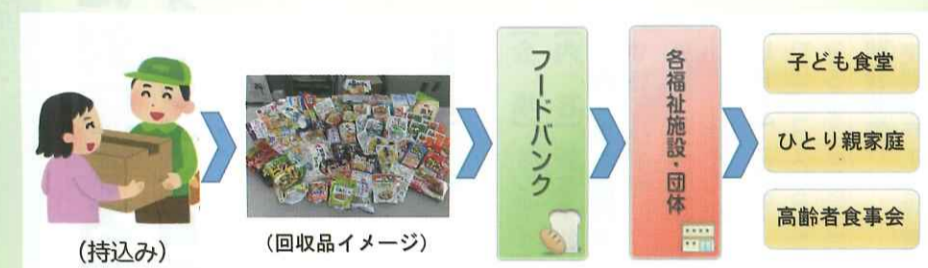 (持込み)
(回収品イメージ)
フードバンク
各福祉施設・団体
子ども食堂
ひとり親家庭
高齢者食事会